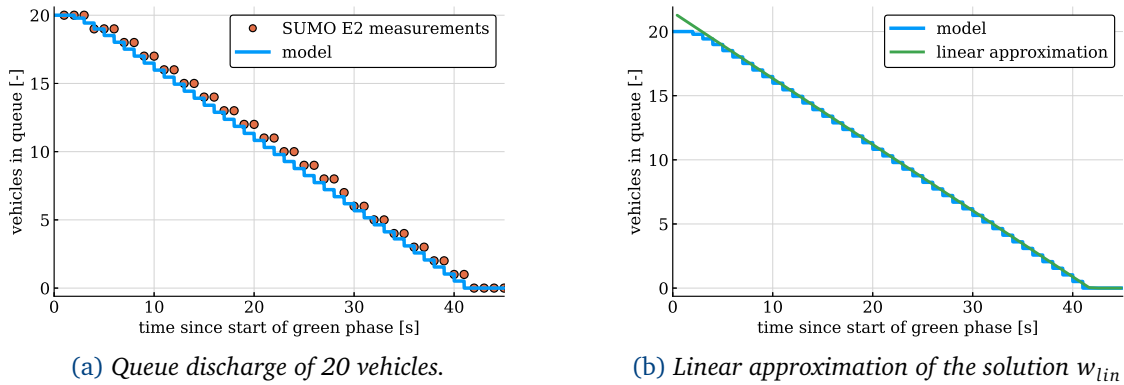 20
15
10
5
0
vehicles in queue [-]
SUMO E2 measurements
model
0
10
20
30
40
time since start of green phase [s]
(a) Queue discharge of 20 vehicles.
20
15
10
5
0
vehicles in queue [-]
model
linear approximation
0
10
20
30
40
time since start of green phase [s]
(b) Linear approximation of the solution w_lin